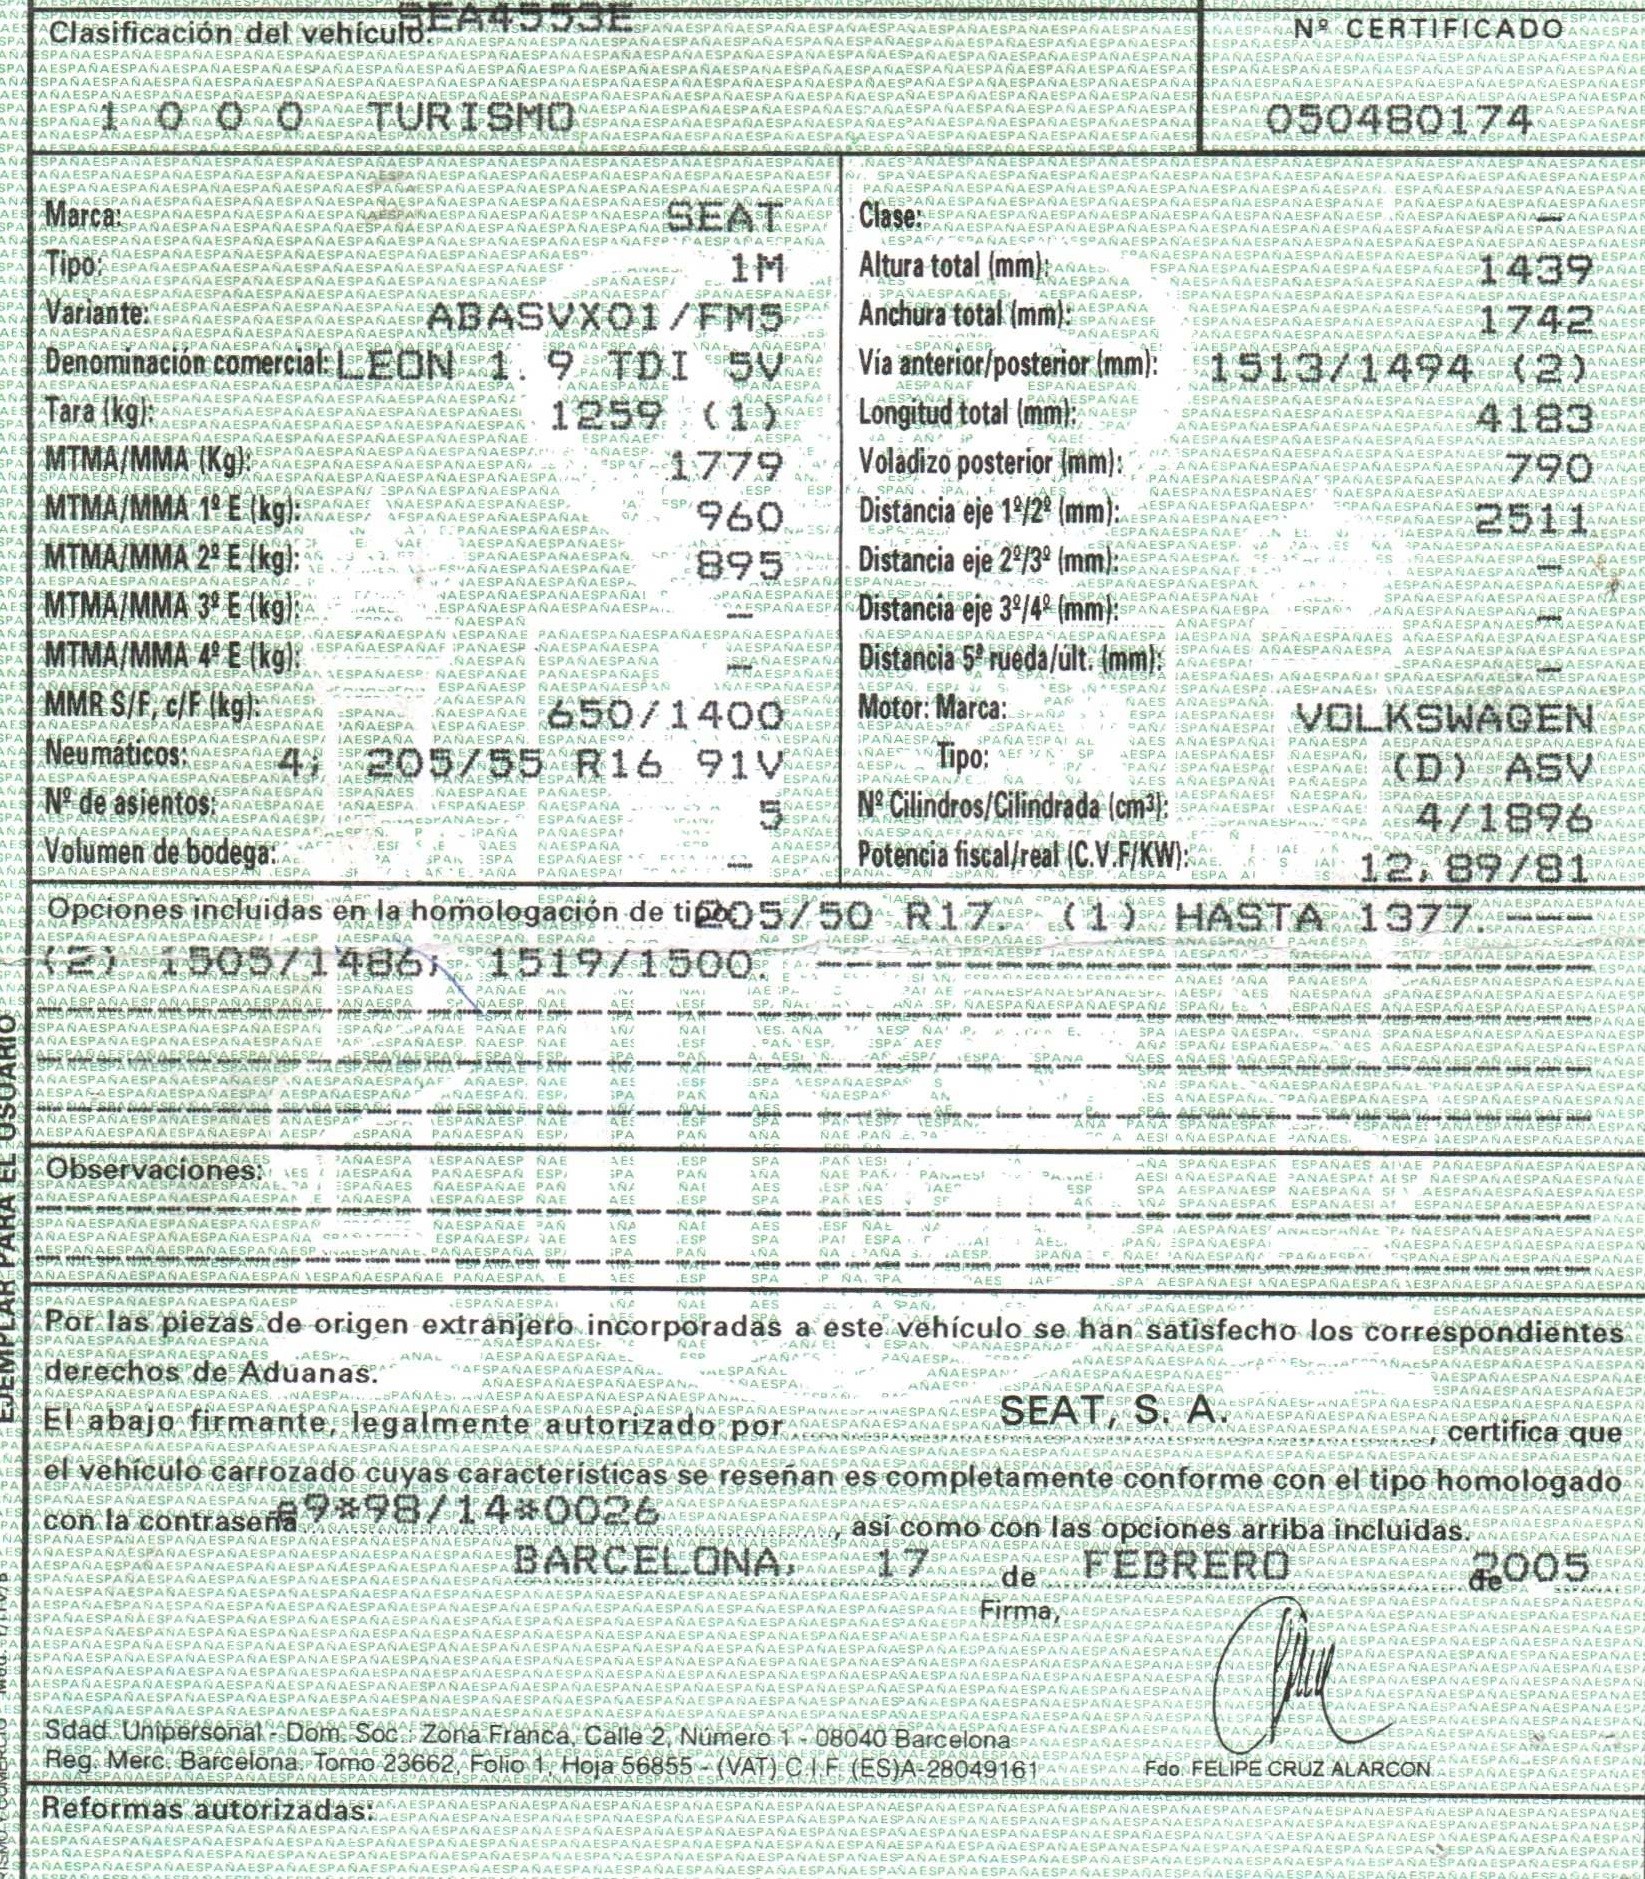 SEA4553E
Clasificación del vehículo:
Nº CERTIFICADO
1 0 0 0 TURISMO
050480174
Marca: SEAT
Tipo: 1M
Variante: ABASVX01/FM5
Denominación comercial: LEON 1.9 TDI 5V
Tara (kg): 1259 (1)
MTMA/MMA (Kg): 1779
MTMA/MMA 1º E (kg): 960
MTMA/MMA 2º E (kg): 895
MTMA/MMA 3º E (kg): —
MTMA/MMA 4º E (kg): —
MMR S/F, c/F (kg): 650/1400
Neumáticos: 4; 205/55 R16 91V
Nº de asientos: 5
Volumen de bodega: —
Clase: —
Altura total (mm): 1439
Anchura total (mm): 1742
Vía anterior/posterior (mm): 1513/1494 (2)
Longitud total (mm): 4183
Voladizo posterior (mm): 790
Distancia eje 1º/2º (mm): 2511
Distancia eje 2º/3º (mm): —
Distancia eje 3º/4º (mm): —
Distancia 5ª rueda/últ. (mm): —
Motor: Marca: VOLKSWAGEN
Tipo: (D) ASV
Nº Cilindros/Cilindrada (cm³): 4/1896
Potencia fiscal/real (C.V.F/KW): 12,89/81
Opciones incluidas en la homologación de tipo: 205/50 R17. (1) HASTA 1377. ---
(2) 1505/1486; 1519/1500.
Observaciones:
Por las piezas de origen extranjero incorporadas a este vehículo se han satisfecho los correspondientes
derechos de Aduanas.
El abajo firmante, legalmente autorizado por SEAT, S. A., certifica que
el vehículo carrozado cuyas características se reseñan es completamente conforme con el tipo homologado
con la contraseña e9*98/14*0026, así como con las opciones arriba incluidas.
BARCELONA, 17 de FEBRERO de 2005
Firma,
Sdad. Unipersonal - Dom. Soc.: Zona Franca, Calle 2, Número 1 - 08040 Barcelona
Reg. Merc. Barcelona. Tomo 23662, Folio 1, Hoja 56855 - (VAT) C.I.F. (ES)A-28049161
Fdo. FELIPE CRUZ ALARCON
Reformas autorizadas:
EJEMPLAR PARA EL USUARIO